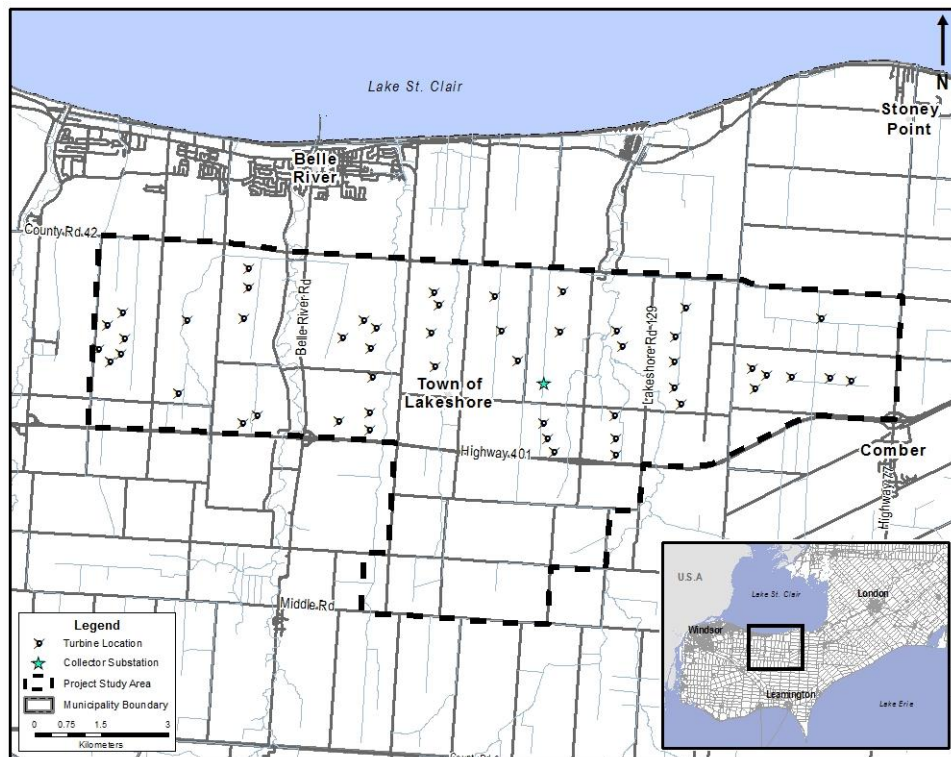 Lake St. Clair
N
Stoney
Point
Belle
River
County Rd 42
Belle River Rd
Lakeshore Rd 129
Town of
Lakeshore
Highway 401
Comber
Highway 77
Middle Rd
Legend
Turbine Location
Collector Substation
Project Study Area
Municipality Boundary
0 0.75 1.5 3
Kilometers
U.S.A
Lake St. Clair
London
Windsor
Leamington
Lake Erie